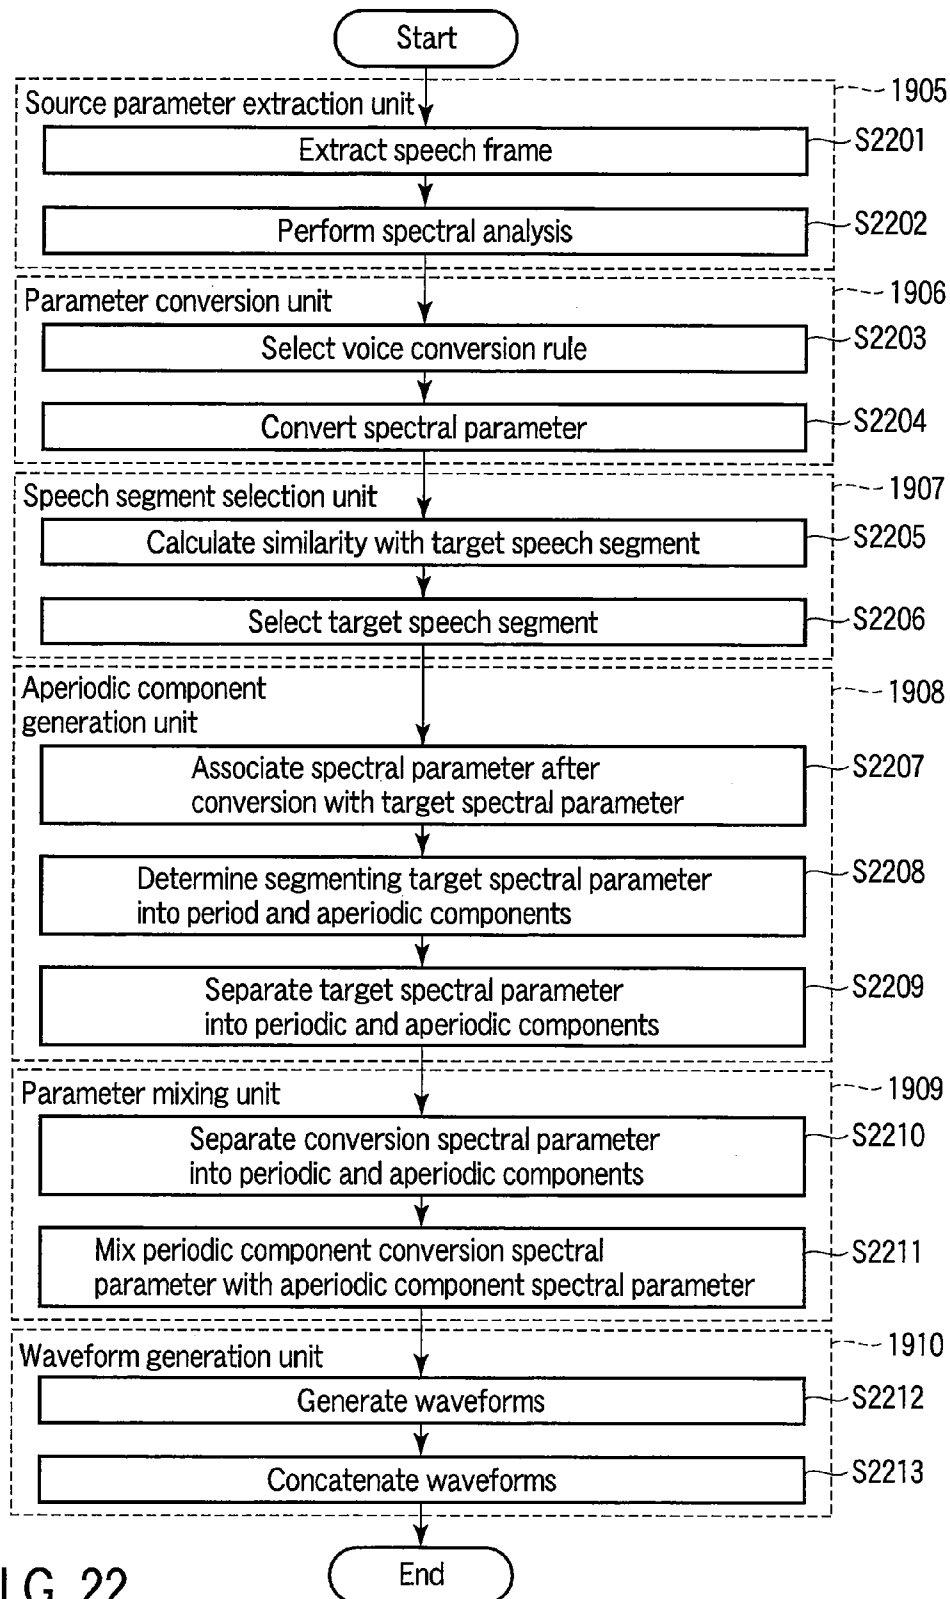 Start
Source parameter extraction unit
1905
Extract speech frame
S2201
Perform spectral analysis
S2202
Parameter conversion unit
1906
Select voice conversion rule
S2203
Convert spectral parameter
S2204
Speech segment selection unit
1907
Calculate similarity with target speech segment
S2205
Select target speech segment
S2206
Aperiodic component
generation unit
1908
Associate spectral parameter after
conversion with target spectral parameter
S2207
Determine segmenting target spectral parameter
into period and aperiodic components
S2208
Separate target spectral parameter
into periodic and aperiodic components
S2209
Parameter mixing unit
1909
Separate conversion spectral parameter
into periodic and aperiodic components
S2210
Mix periodic component conversion spectral
parameter with aperiodic component spectral parameter
S2211
Waveform generation unit
1910
Generate waveforms
S2212
Concatenate waveforms
S2213
End
I G. 22